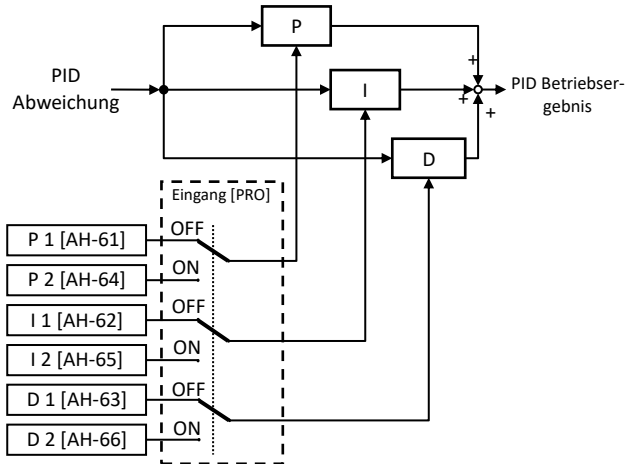 P
PID
Abweichung
+
I
+
PID Betriebser-
gebnis
+
D
Eingang [PRO]
P 1 [AH-61]
OFF
P 2 [AH-64]
ON
I 1 [AH-62]
OFF
I 2 [AH-65]
ON
D 1 [AH-63]
OFF
D 2 [AH-66]
ON